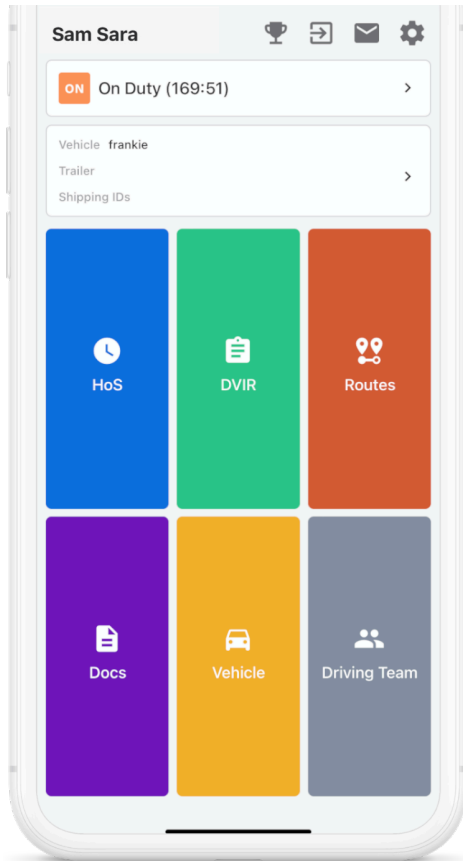 Sam Sara
ON On Duty (169:51)
Vehicle frankie
Trailer
Shipping IDs
HoS DVIR Routes
Docs Vehicle Driving Team